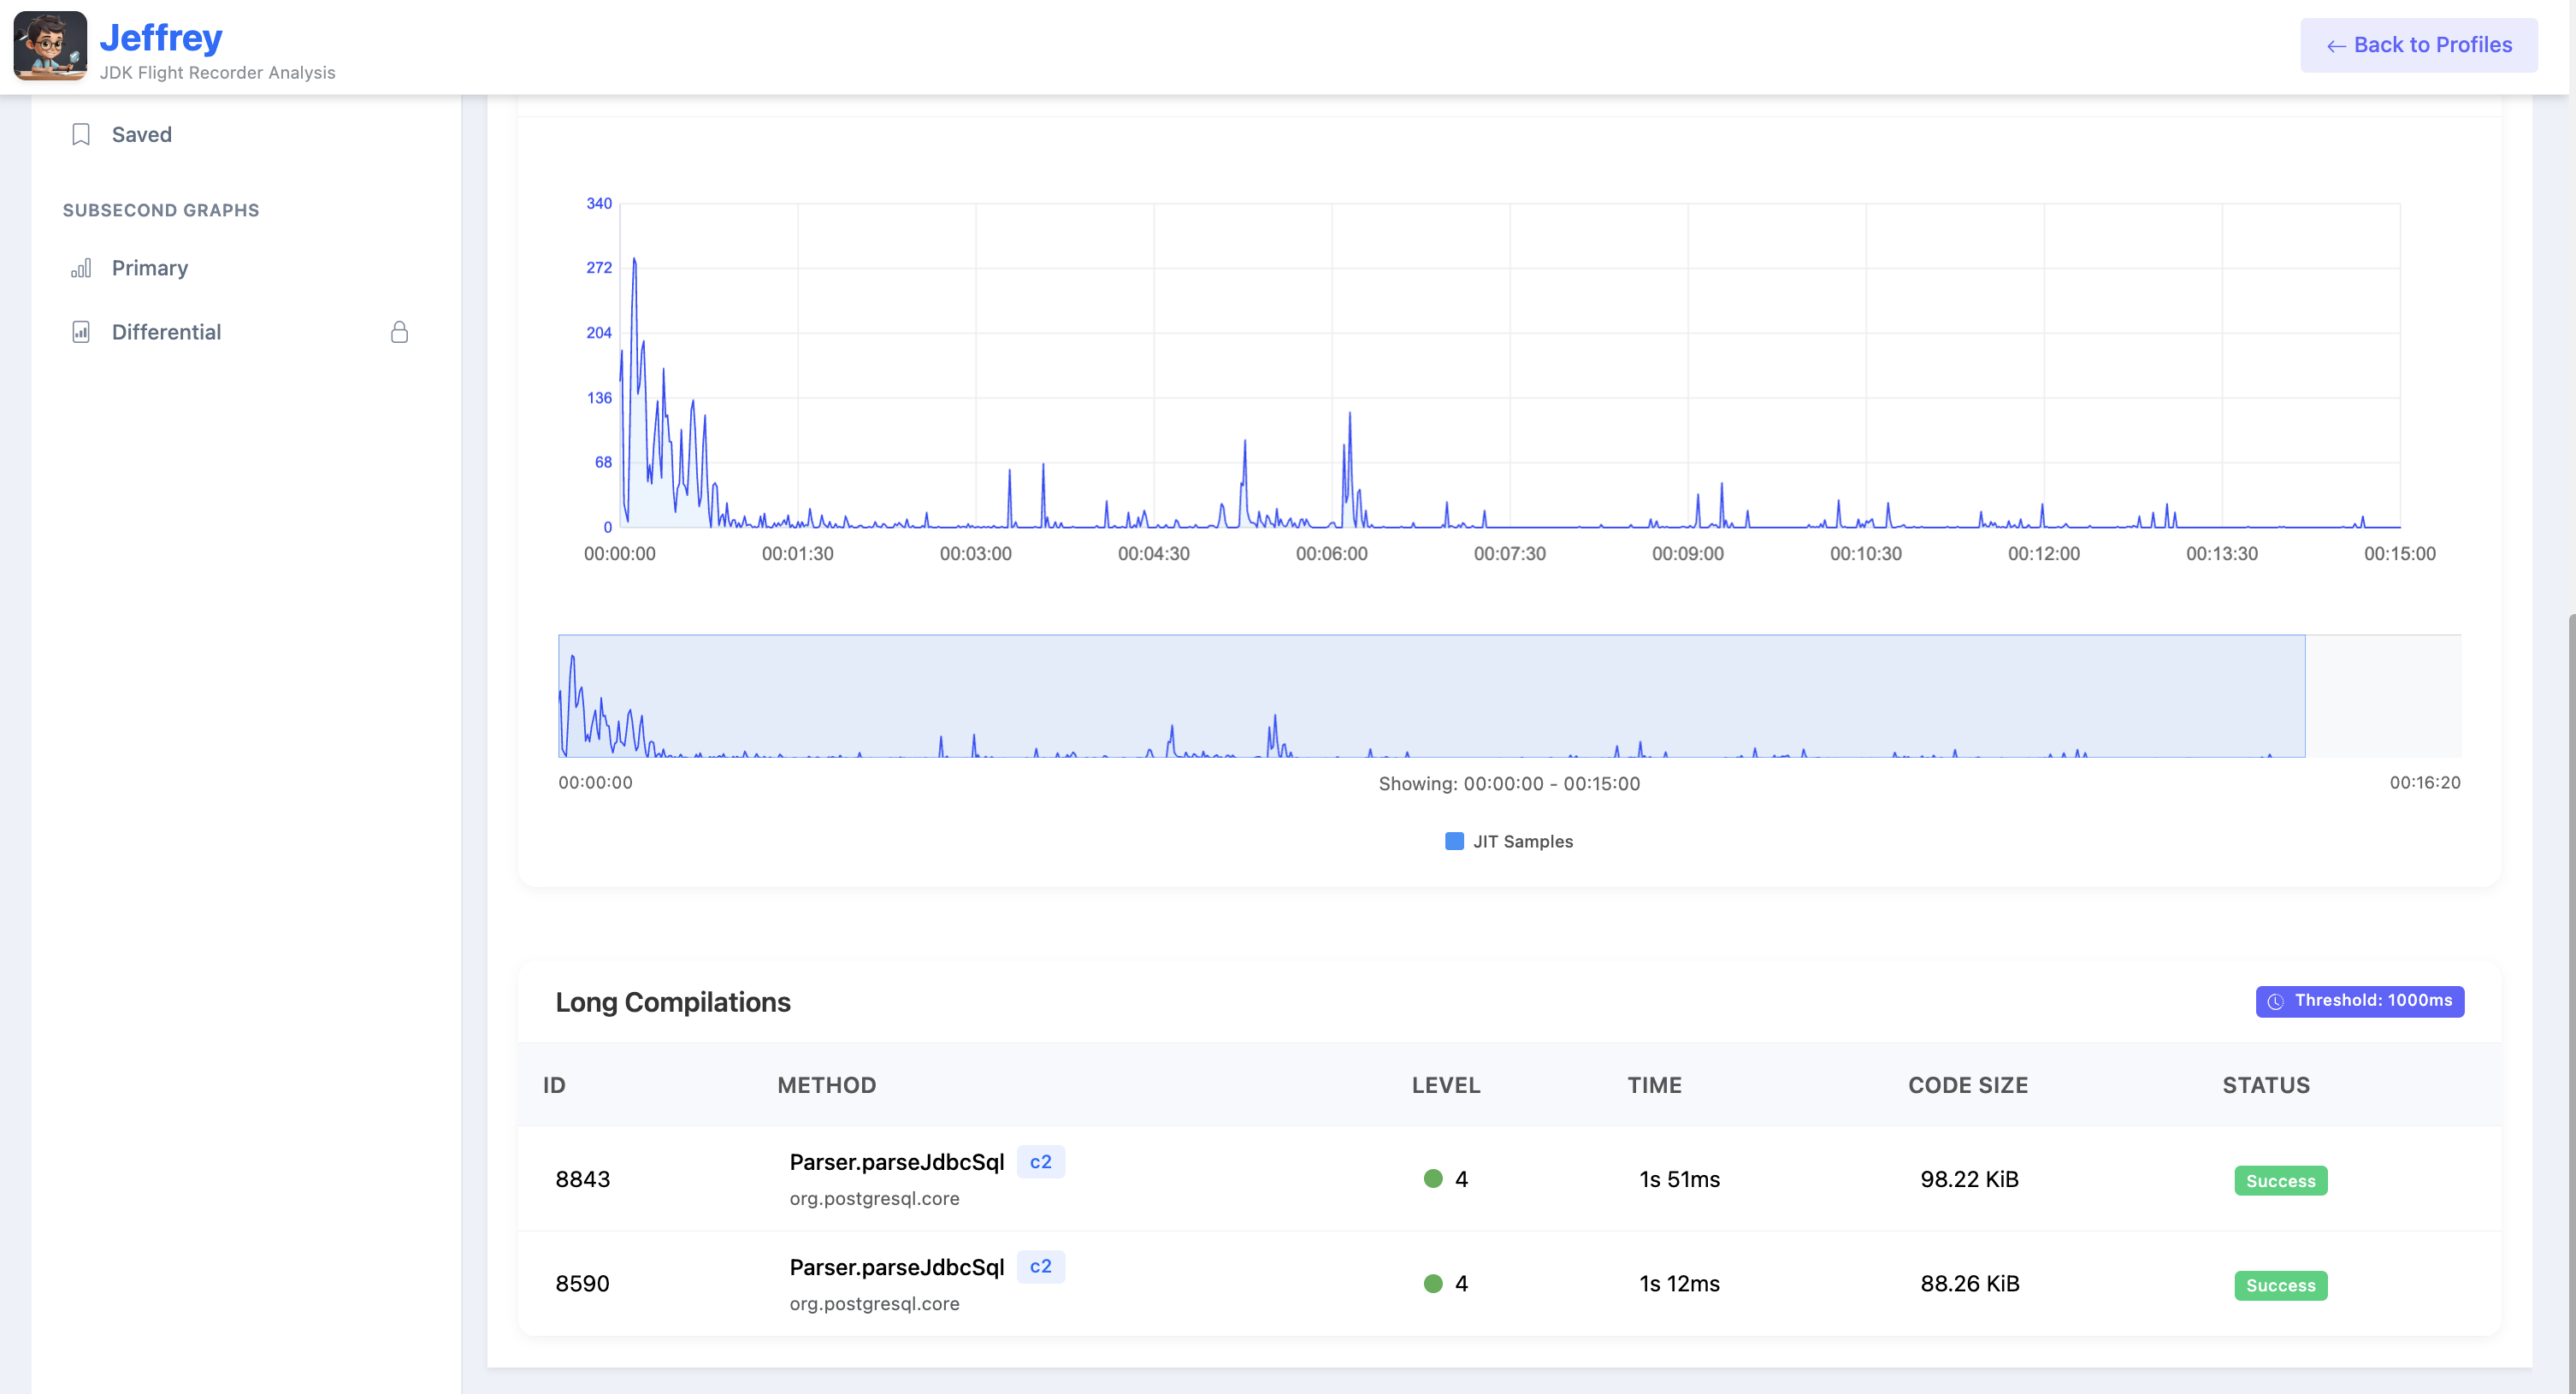 Jeffrey
JDK Flight Recorder Analysis
← Back to Profiles
Saved
SUBSECOND GRAPHS
Primary
Differential
340
272
204
136
68
0
00:00:00 00:01:30 00:03:00 00:04:30 00:06:00 00:07:30 00:09:00 00:10:30 00:12:00 00:13:30 00:15:00
00:00:00 Showing: 00:00:00 - 00:15:00 00:16:20
JIT Samples
Long Compilations Threshold: 1000ms
ID METHOD LEVEL TIME CODE SIZE STATUS
Parser.parseJdbcSql c2
8843 4 1s 51ms 98.22 KiB Success
org.postgresql.core
Parser.parseJdbcSql c2
8590 4 1s 12ms 88.26 KiB Success
org.postgresql.core